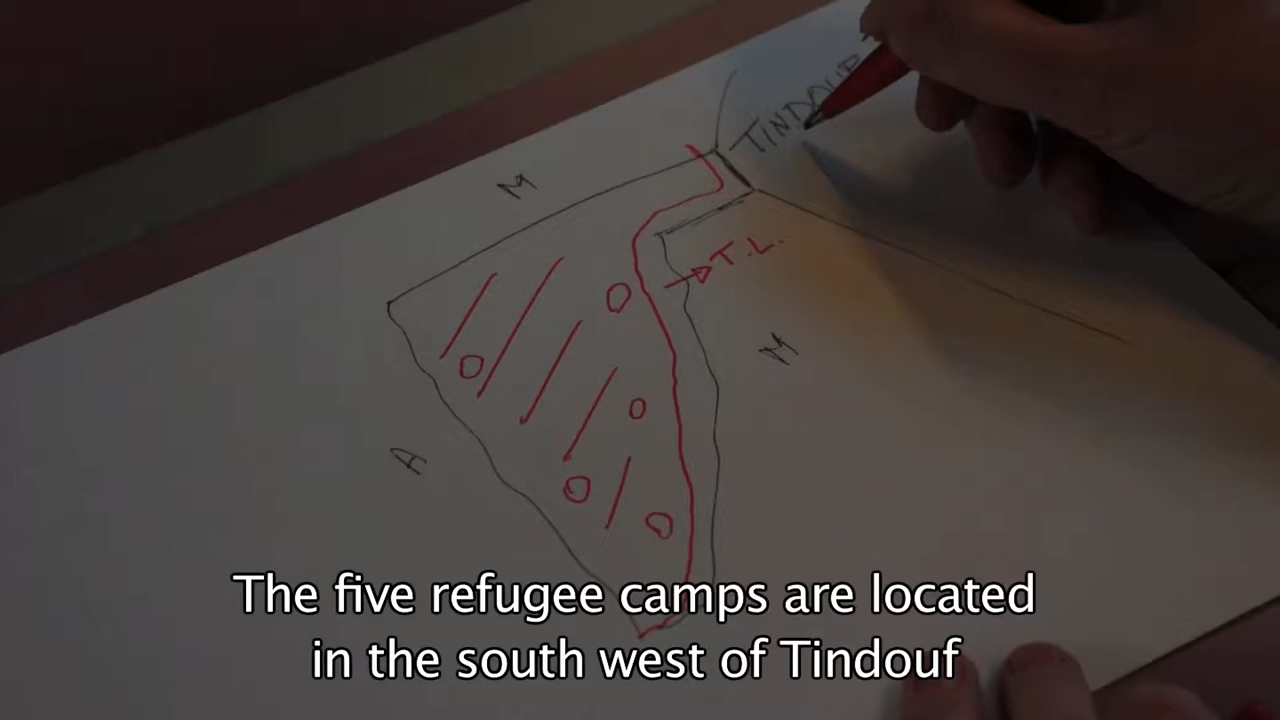 TINDOUF
M
T.L.
M
A
The five refugee camps are located
in the south west of Tindouf